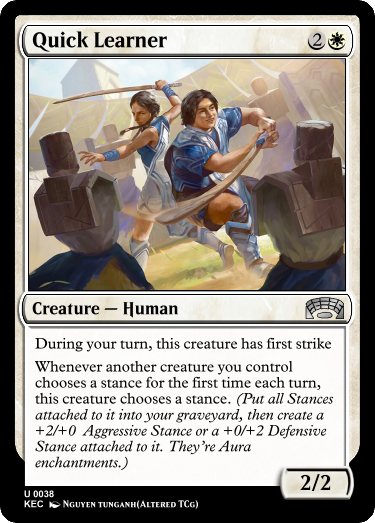 Quick Learner 2
Creature — Human
During your turn, this creature has first strike
Whenever another creature you control
chooses a stance for the first time each turn,
this creature chooses a stance. (Put all Stances
attached to it into your graveyard, then create a
+2/+0 Aggressive Stance or a +0/+2 Defensive
Stance attached to it. They're Aura
enchantments.)
2/2
U 0038
KEC Nguyen tunganh(Altered TCg)